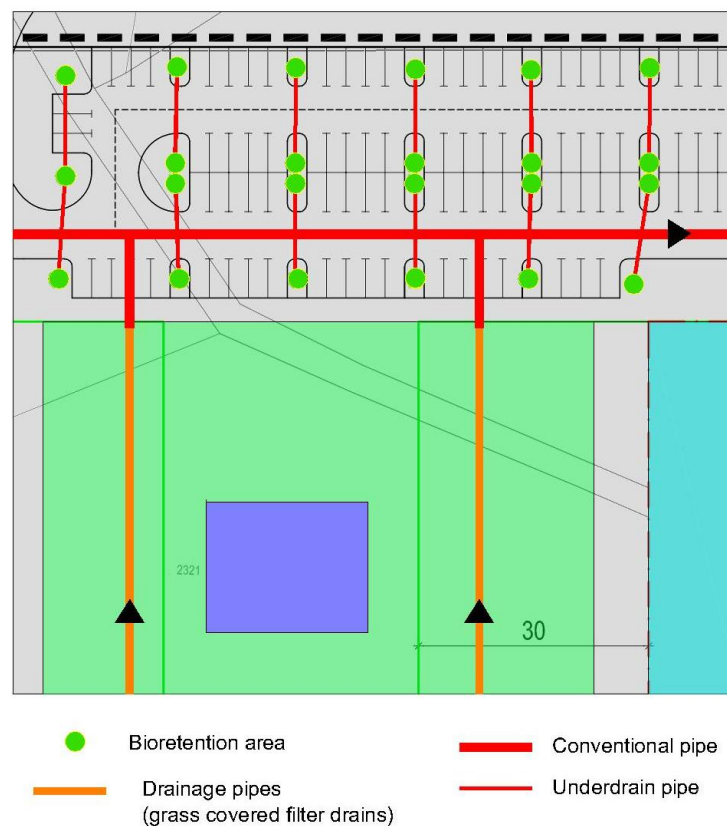 2321
30
Bioretention area
Conventional pipe
Drainage pipes
(grass covered filter drains)
Underdrain pipe